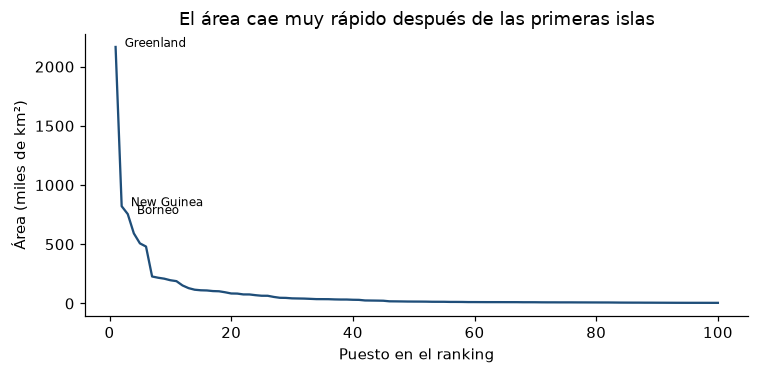 El área cae muy rápido después de las primeras islas
Área (miles de km²)
2000
1500
1000
500
0
Greenland
New Guinea
Borneo
0 20 40 60 80 100
Puesto en el ranking